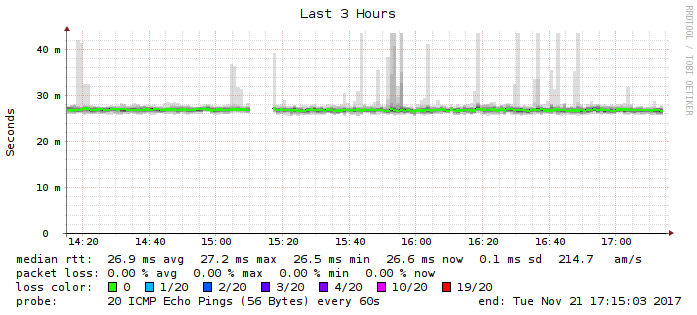 Last 3 Hours
RRDTOOL / TOBI OETIKER
Seconds
40 m
30 m
20 m
10 m
0
14:20 14:40 15:00 15:20 15:40 16:00 16:20 16:40 17:00
median rtt: 26.9 ms avg 27.2 ms max 26.5 ms min 26.6 ms now 0.1 ms sd 214.7 am/s
packet loss: 0.00 % avg 0.00 % max 0.00 % min 0.00 % now
loss color: 0 1/20 2/20 3/20 4/20 10/20 19/20
probe: 20 ICMP Echo Pings (56 Bytes) every 60s end: Tue Nov 21 17:15:03 2017